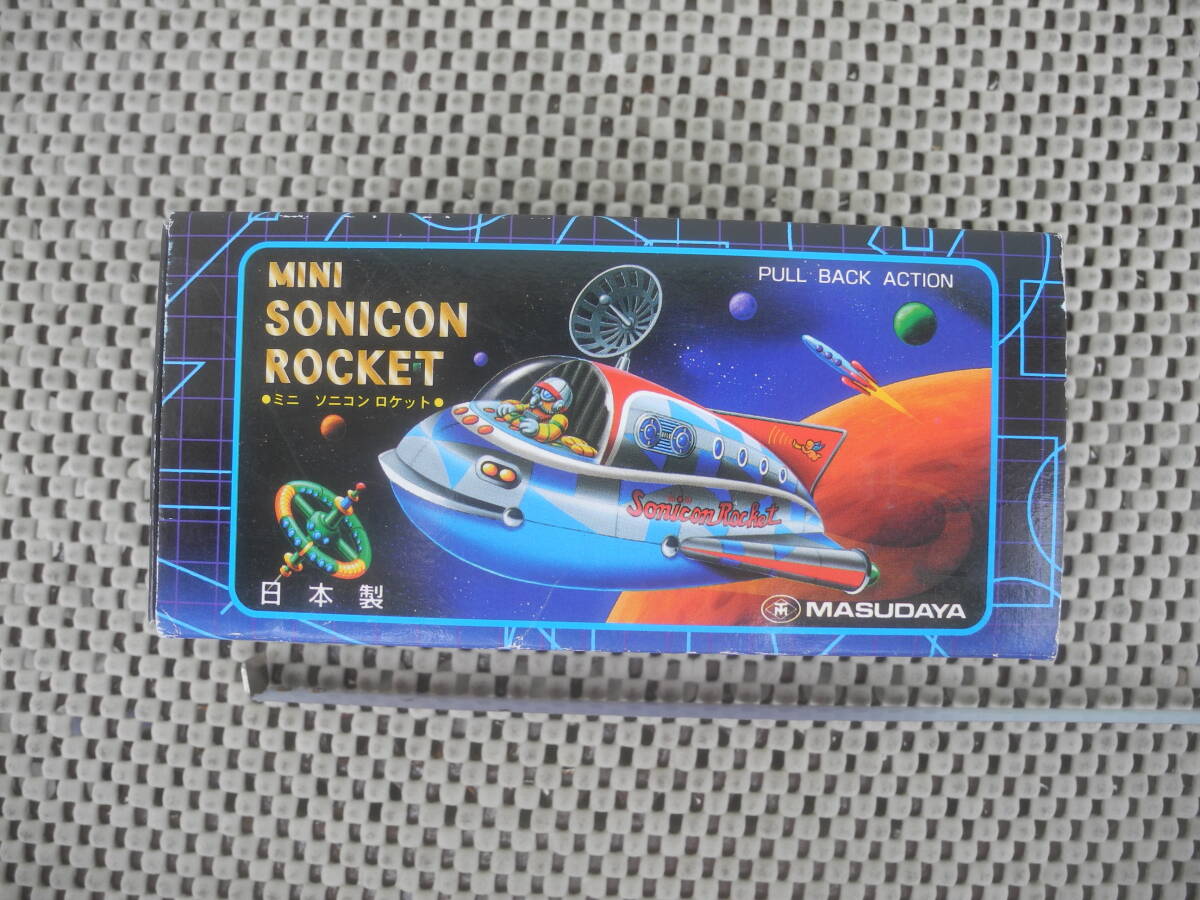 MINI
SONICON
ROCKET
●ミニ ソニコン ロケット●
PULL BACK ACTION
Sonicon Rocket
日本製
MASUDAYA